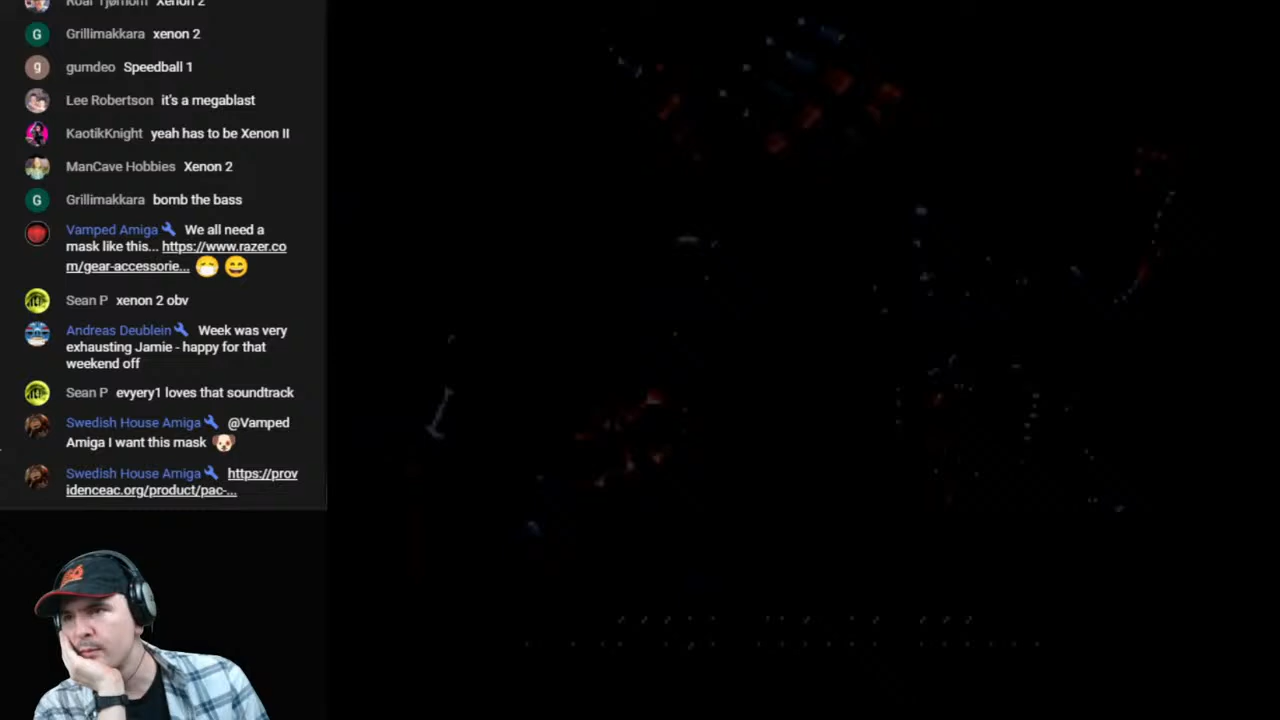 Roar Tjørhom Xenon 2
Grillimakkara xenon 2
gumdeo Speedball 1
Lee Robertson it's a megablast
KaotikKnight yeah has to be Xenon II
ManCave Hobbies Xenon 2
Grillimakkara bomb the bass
Vamped Amiga We all need a
mask like this... https://www.razer.co
m/gear-accessorie...
Sean P xenon 2 obv
Andreas Deublein Week was very
exhausting Jamie - happy for that
weekend off
Sean P evyery1 loves that soundtrack
Swedish House Amiga @Vamped
Amiga I want this mask
Swedish House Amiga https://prov
idenceac.org/product/pac-...